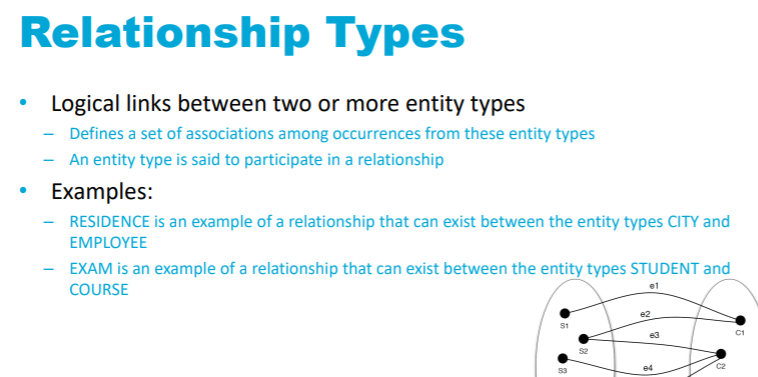 Relationship Types
• Logical links between two or more entity types
– Defines a set of associations among occurrences from these entity types
– An entity type is said to participate in a relationship
• Examples:
– RESIDENCE is an example of a relationship that can exist between the entity types CITY and
EMPLOYEE
– EXAM is an example of a relationship that can exist between the entity types STUDENT and
COURSE
e1
S1
e2
C1
S2
e3
S3
e4
C2